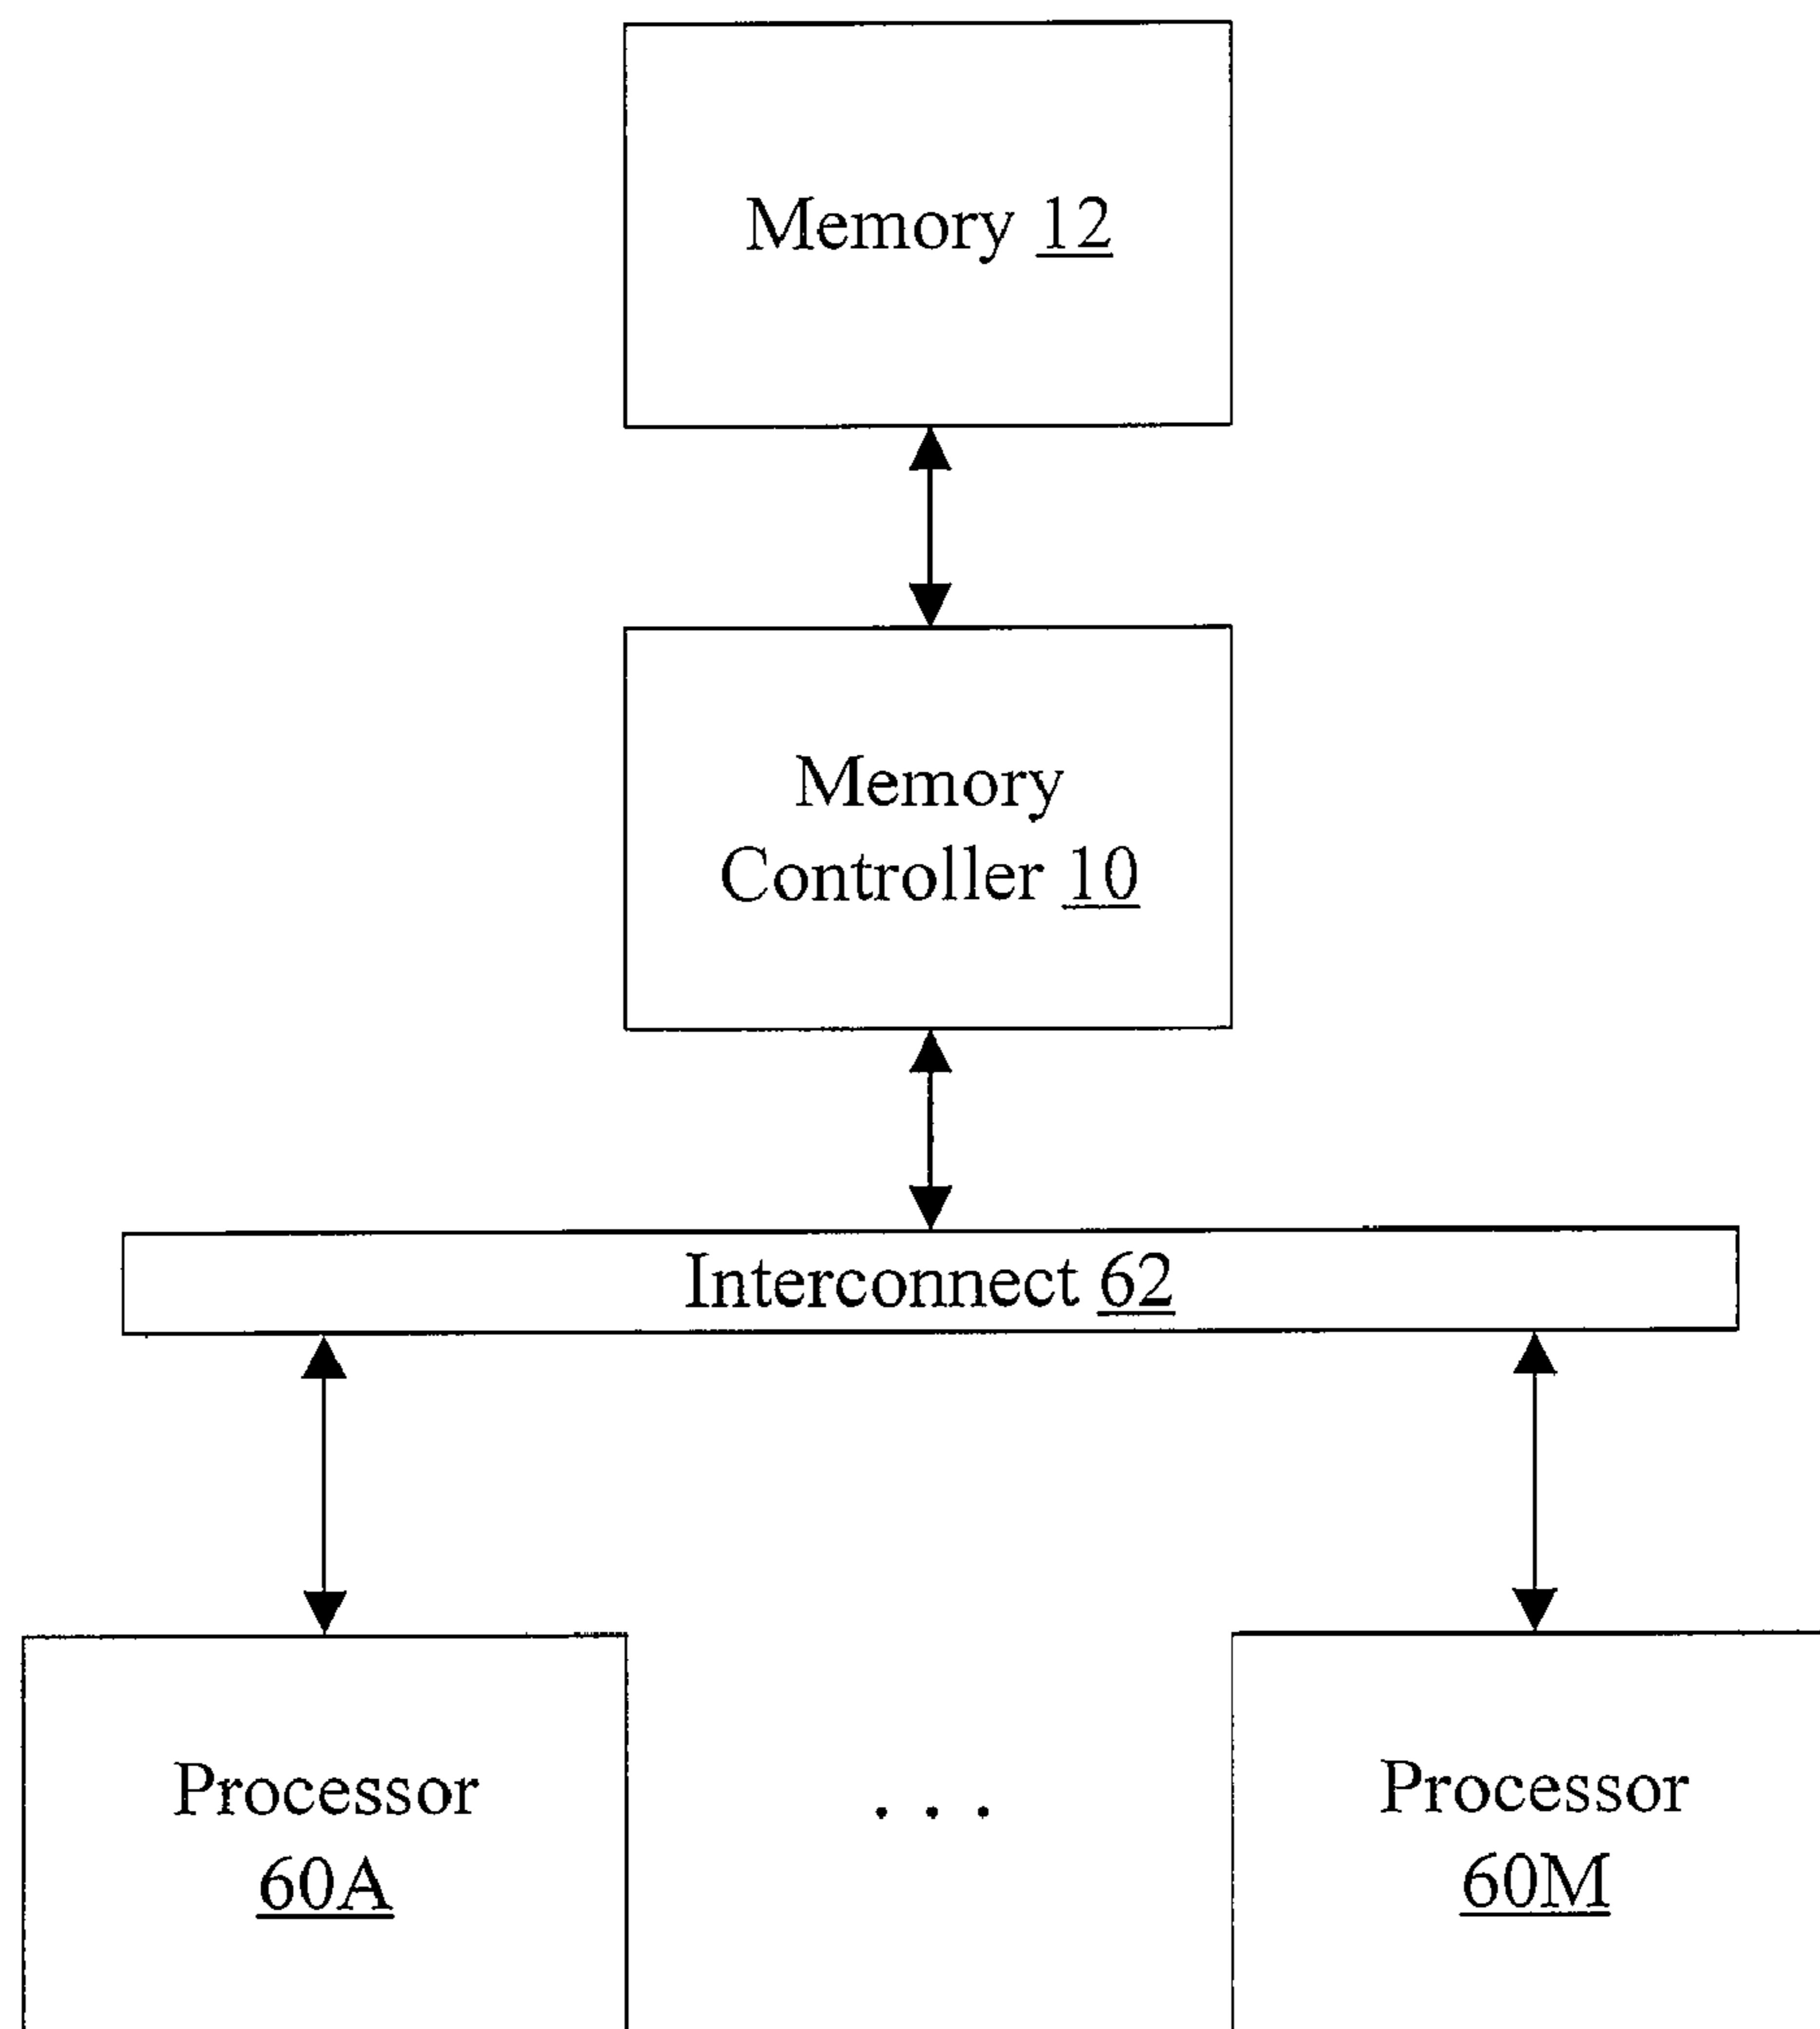 Memory 12
Memory
Controller 10
Interconnect 62
Processor
60A
. . .
Processor
60M